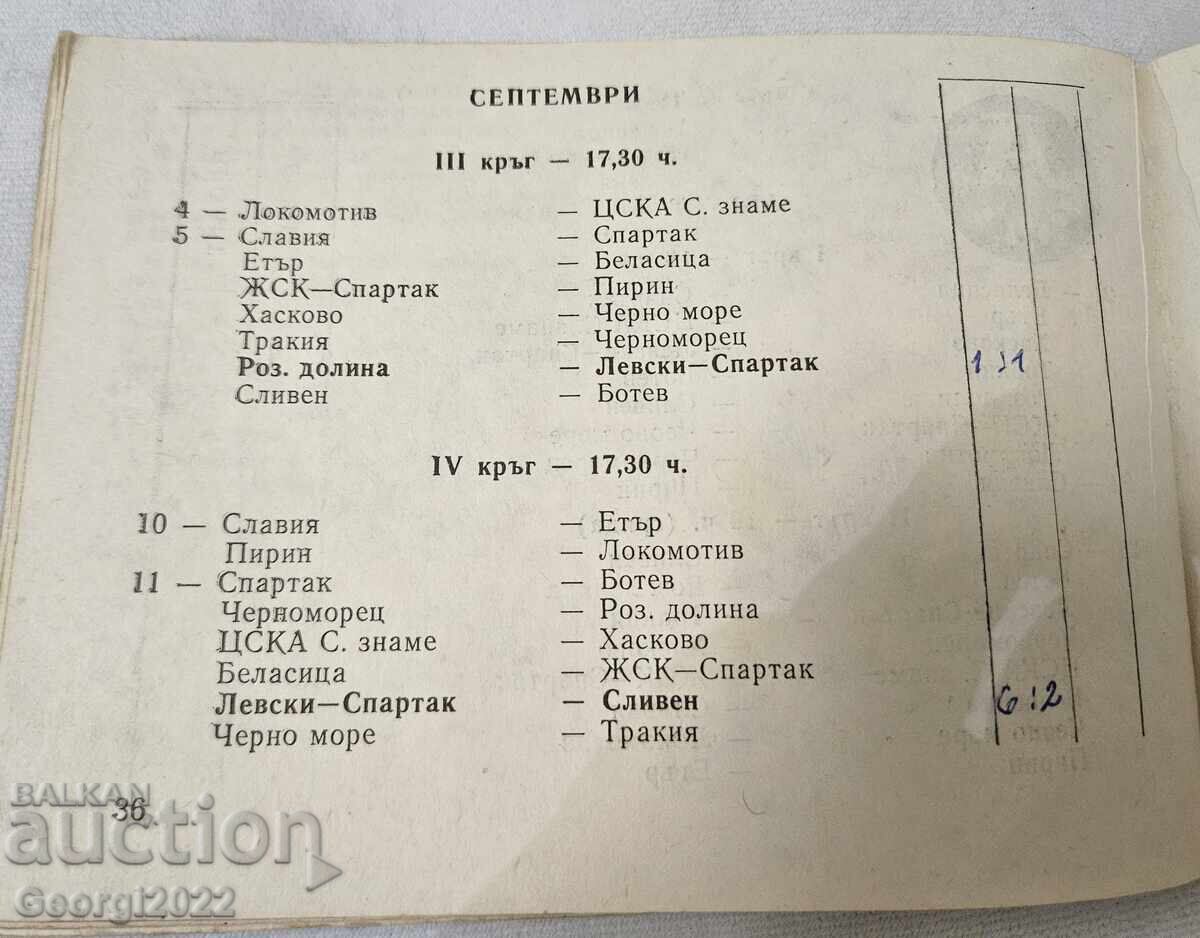 СЕПТЕМВРИ
III кръг — 17,30 ч.
4 — Локомотив — ЦСКА С. знаме
5 — Славия — Спартак
Етър — Беласица
ЖСК—Спартак — Пирин
Хасково — Черно море
Тракия — Черноморец
Роз. долина — Левски—Спартак 1:1
Сливен — Ботев
IV кръг — 17,30 ч.
10 — Славия — Етър
Пирин — Локомотив
11 — Спартак — Ботев
Черноморец — Роз. долина
ЦСКА С. знаме — Хасково
Беласица — ЖСК—Спартак
Левски—Спартак — Сливен 6:2
Черно море — Тракия
36
BALKAN
auction
Georgi2022